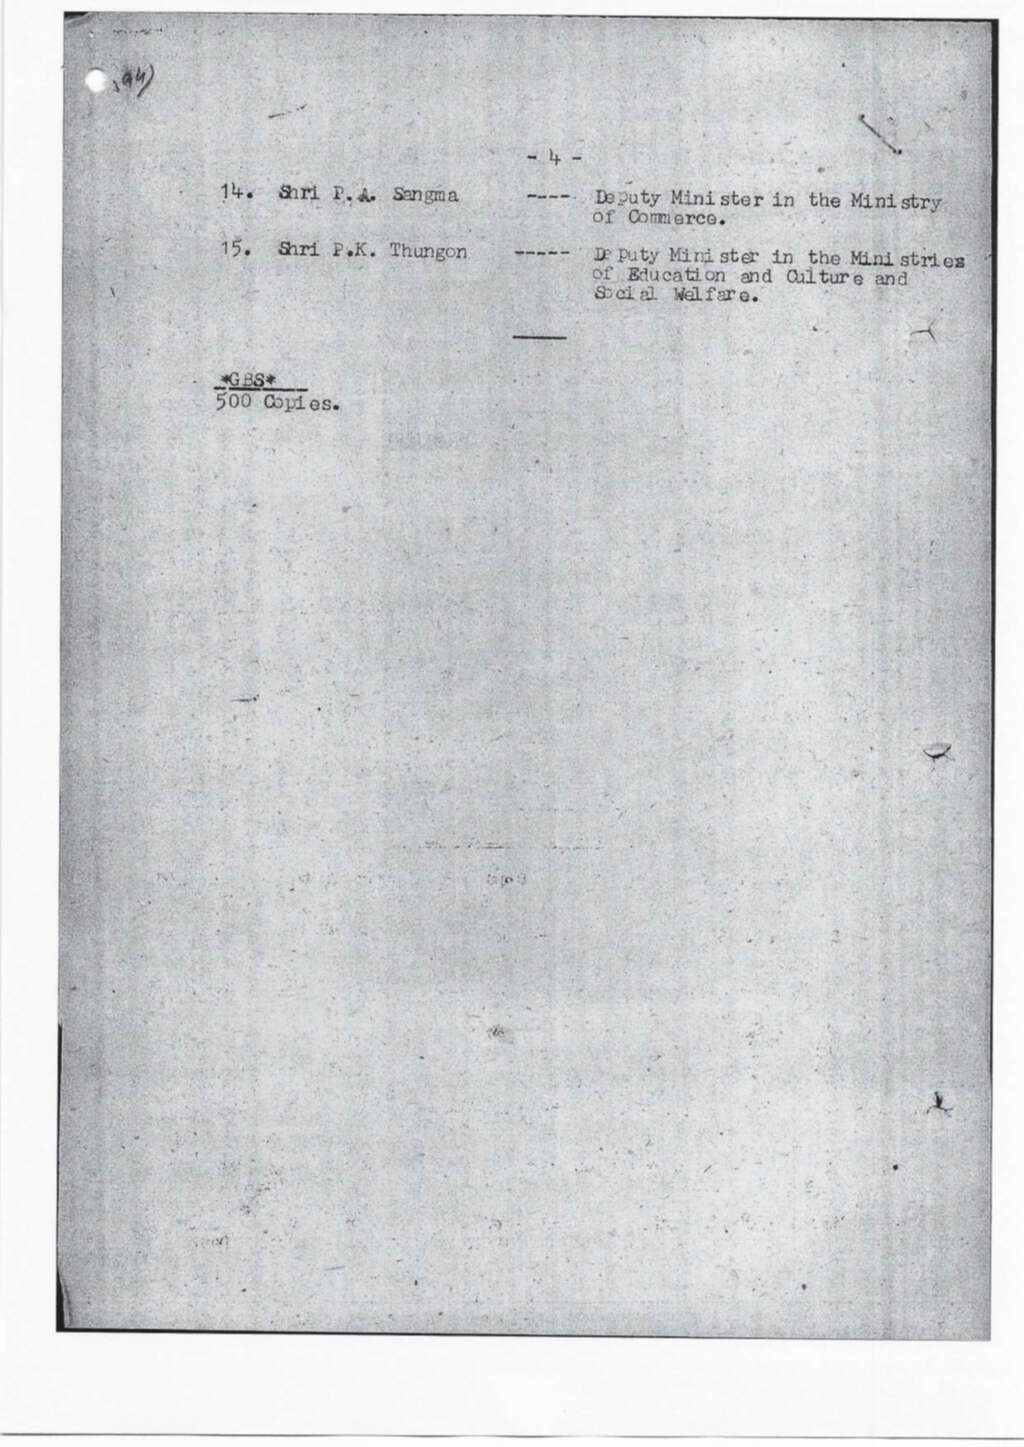 94)
- 4 -
14. Shri P.A. Sangma ---- Deputy Minister in the Ministry
of Commerce.
15. Shri P.K. Thungon ----- Deputy Minister in the Ministries
of Education and Culture and
Social Welfare.
*GBS*
500 Copies.